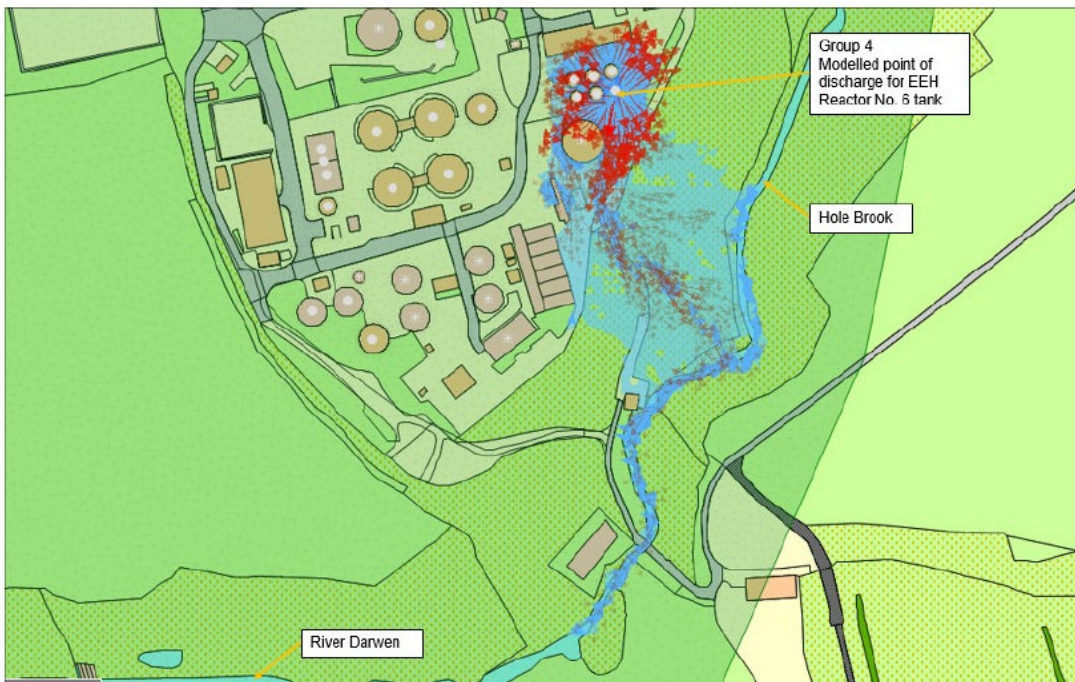 Group 4
Modelled point of
discharge for EEH
Reactor No. 6 tank
Hole Brook
River Darwen